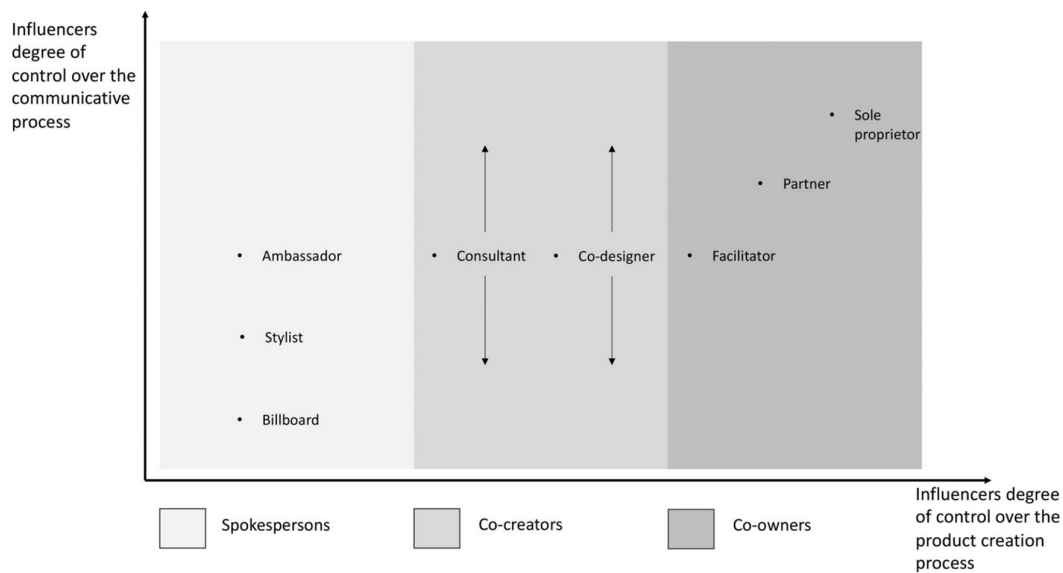 Influencers
degree of
control over the
communicative
process
Sole
proprietor
Partner
Ambassador
Consultant
Co-designer
Facilitator
Stylist
Billboard
Spokespersons
Co-creators
Co-owners
Influencers degree
of control over the
product creation
process